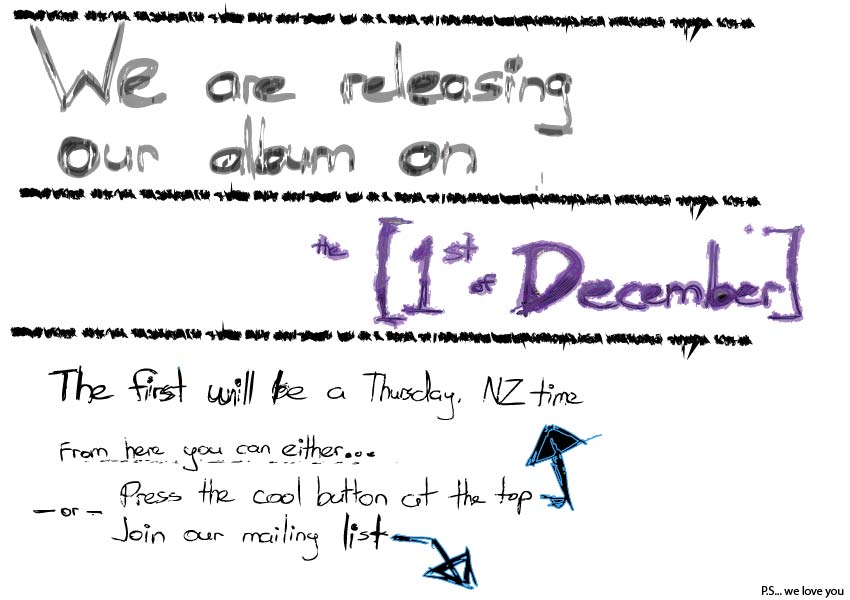 We are releasing
our album on
the [1st of December]
The first will be a Thursday, NZ time
From here you can either...
Press the cool button at the top
- or -
Join our mailing list
P.S... we love you